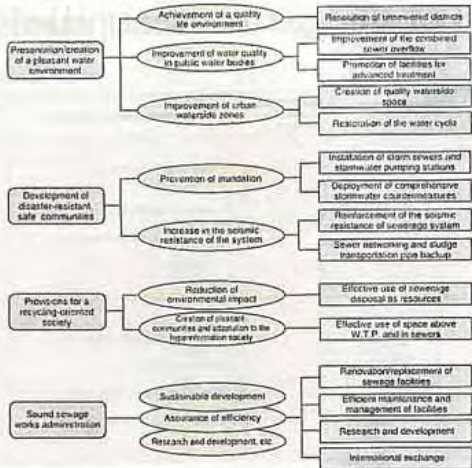 Achievement of a quality
life environment
Resolution of unsewered districts
Preservation/creation
of a pleasant water
environment
Improvement of water quality
in public water bodies
Improvement of the combined
sewer overflow
Promotion of facilities for
advanced treatment
Improvement of urban
waterside zones
Creation of quality waterside
space
Restoration of the water cycle
Development of
disaster-resistant,
safe communities
Prevention of inundation
Installation of storm sewers and
stormwater pumping stations
Deployment of comprehensive
stormwater countermeasures
Increase in the seismic
resistance of the system
Reinforcement of the seismic
resistance of sewerage system
Sewer networking and sludge
transportation pipe backup
Provisions for a
recycling-oriented
society
Reduction of
environmental impact
Effective use of sewerage
disposal as resources
Creation of pleasant
communities and adaptation to the
hyperinformation society
Effective use of space above
W.T.P. and in sewers
Sound sewage
works administration
Sustainable development
Assurance of efficiency
Research and development, etc
Renovation/replacement of
sewage facilities
Efficient maintenance and
management of facilities
Research and development
International exchange